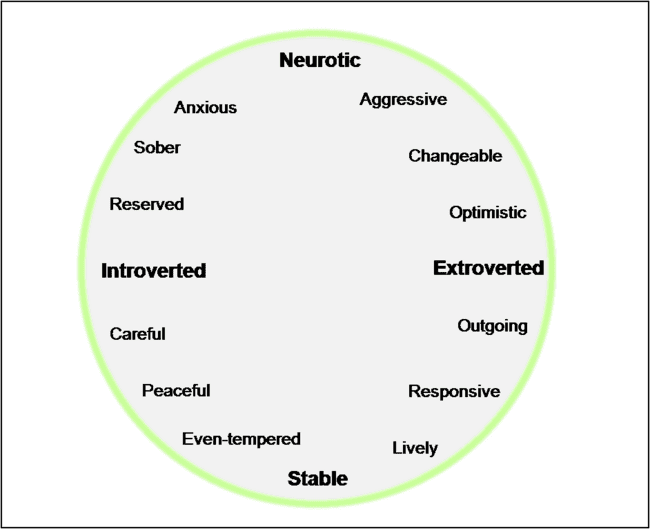 Neurotic
Anxious
Aggressive
Sober
Changeable
Reserved
Optimistic
Introverted
Extroverted
Careful
Outgoing
Peaceful
Responsive
Even-tempered
Lively
Stable